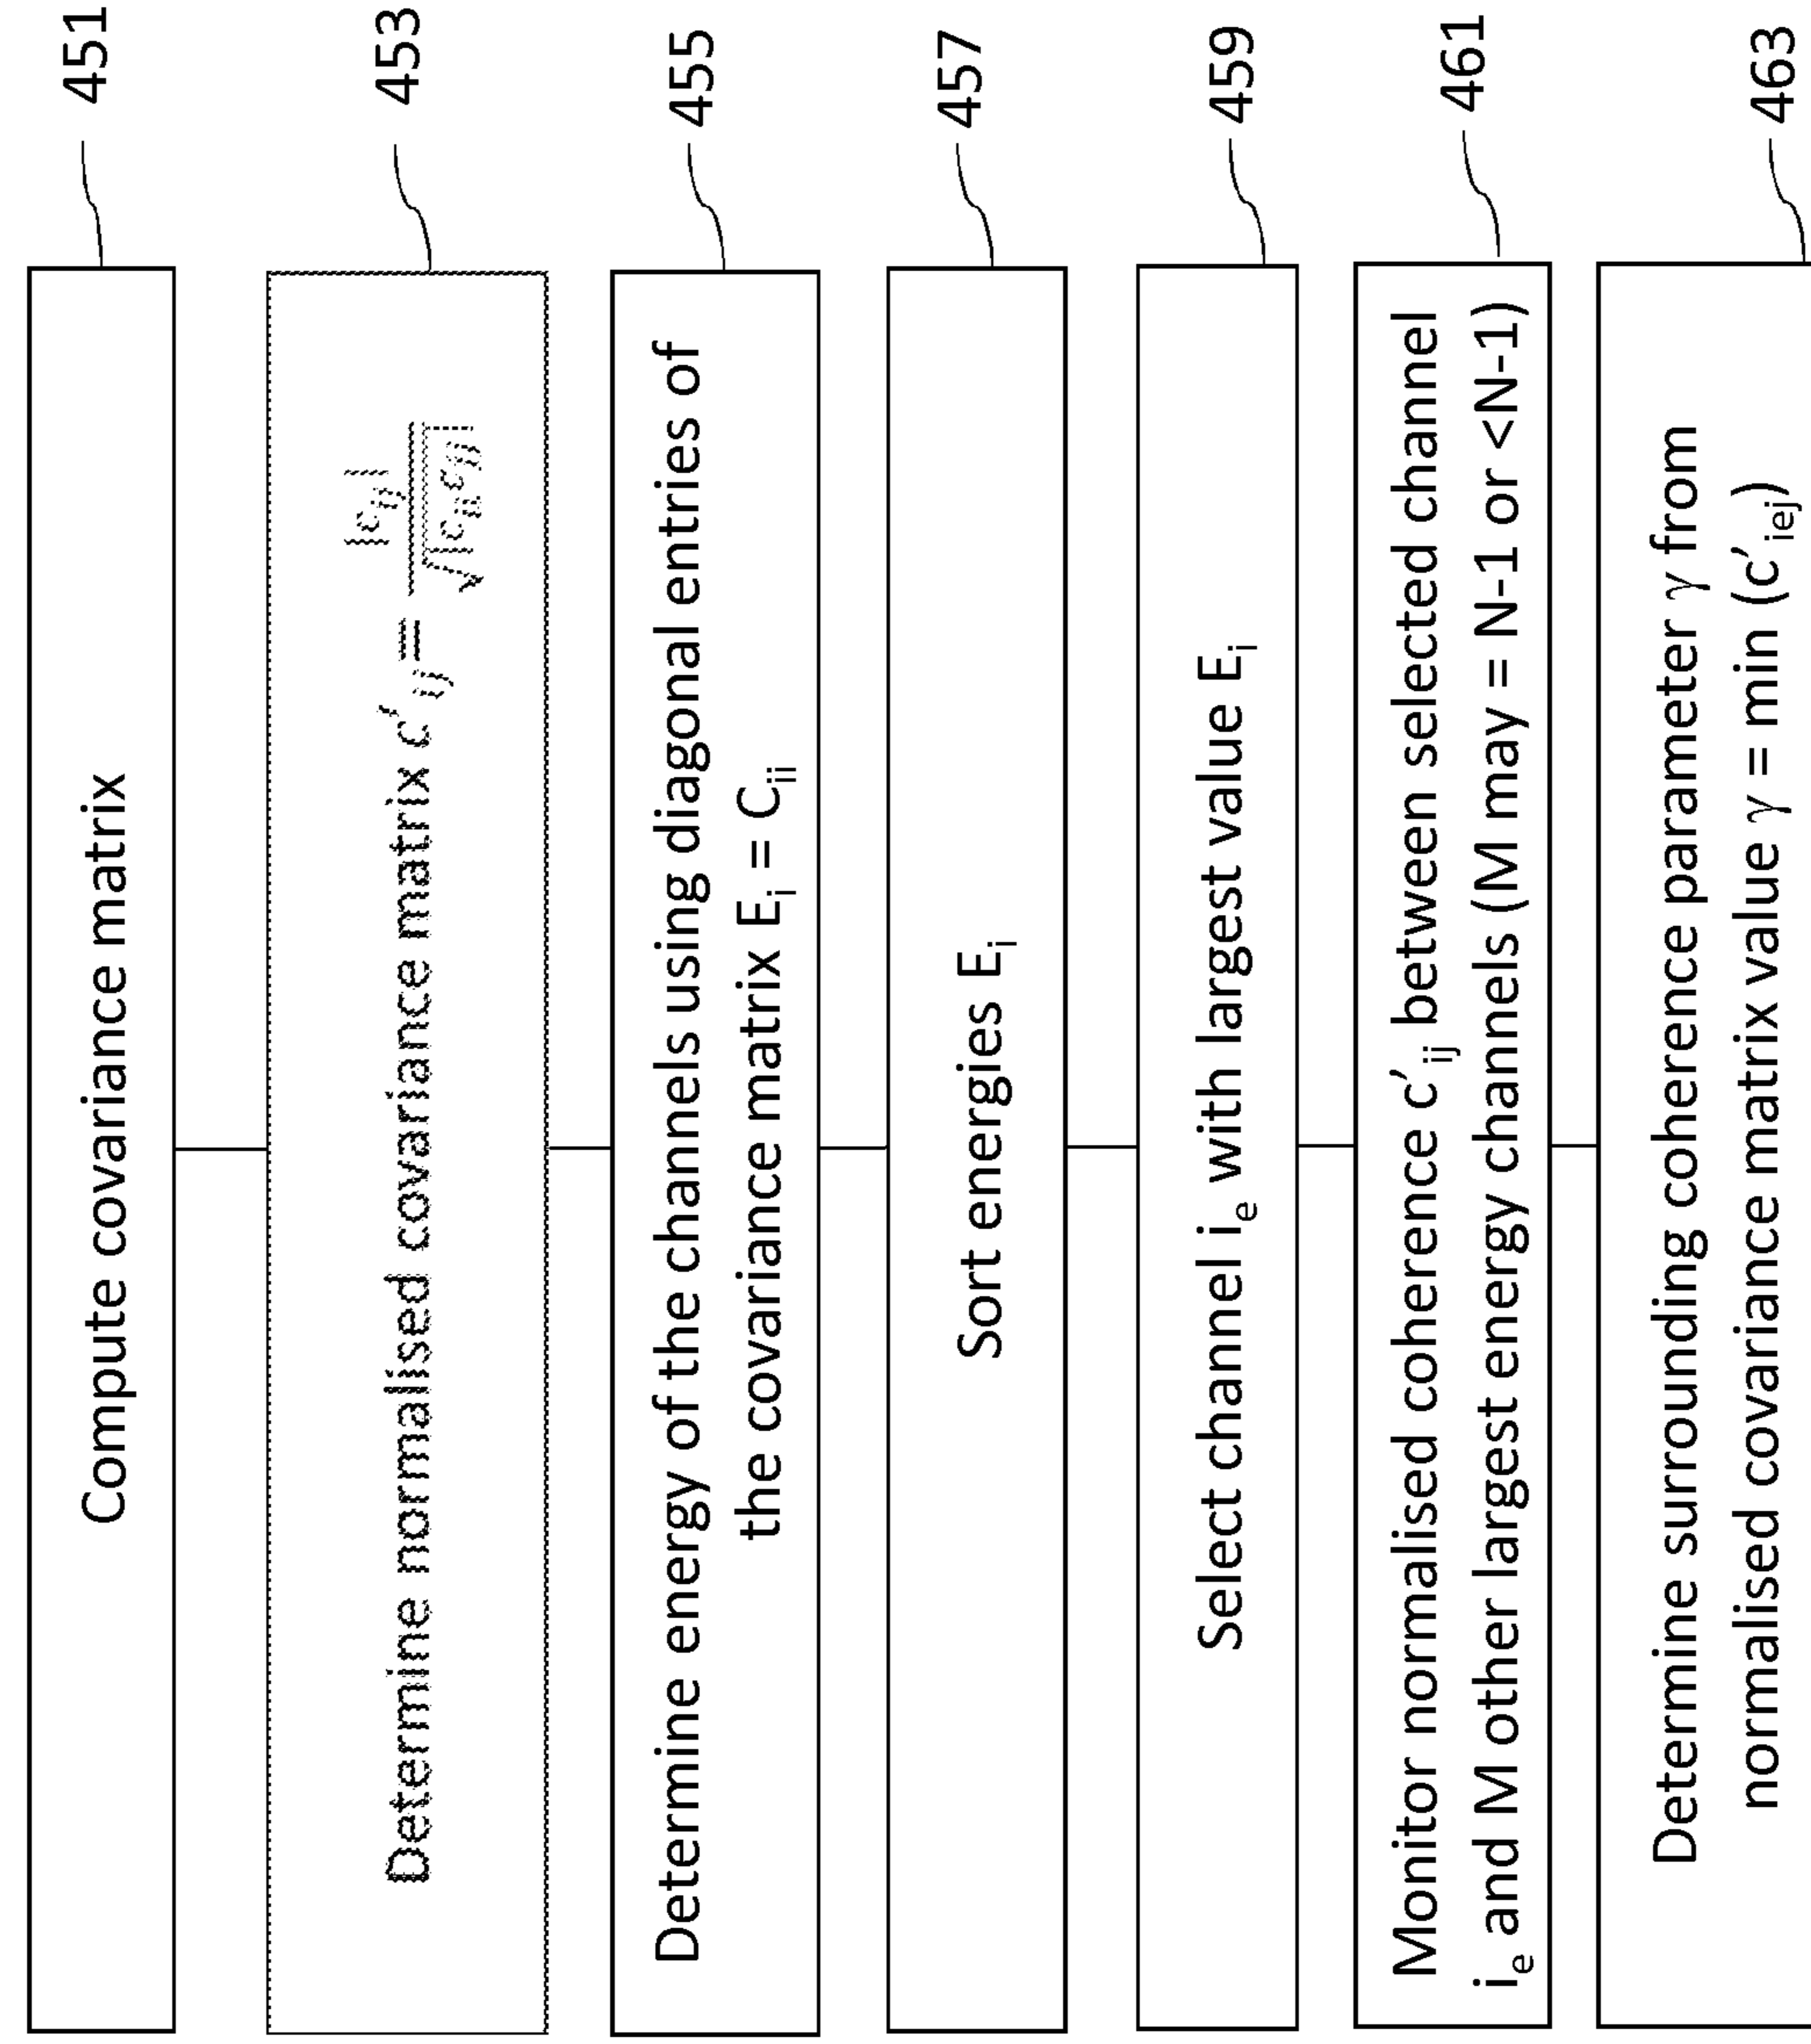 Compute covariance matrix
451
Determine normalised covariance matrix c'ij = |cij| / √(cii cjj)
453
Determine energy of the channels using diagonal entries of
the covariance matrix Ei = Cii
455
Sort energies Ei
457
Select channel ie with largest value Ei
459
Monitor normalised coherence c'ij between selected channel
ie and M other largest energy channels (M may = N-1 or <N-1)
461
Determine surrounding coherence parameter γ from
normalised covariance matrix value γ = min (c'iej)
463